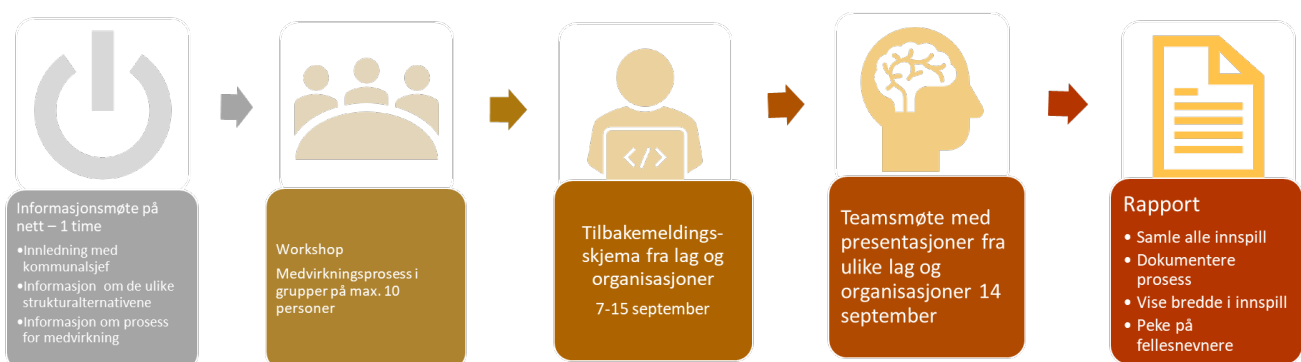 Informasjonsmøte på
nett – 1 time
•Innledning med
kommunalsjef
•Informasjon om de ulike
strukturalternativene
•Informasjon om prosess
for medvirkning
Workshop
Medvirkningsprosess i
grupper på max. 10
personer
</>
Tilbakemeldings-
skjema fra lag og
organisasjoner
7-15 september
Teamsmøte med
presentasjoner fra
ulike lag og
organisasjoner 14
september
Rapport
• Samle alle innspill
• Dokumentere
prosess
• Vise bredde i innspill
• Peke på
fellesnevnere